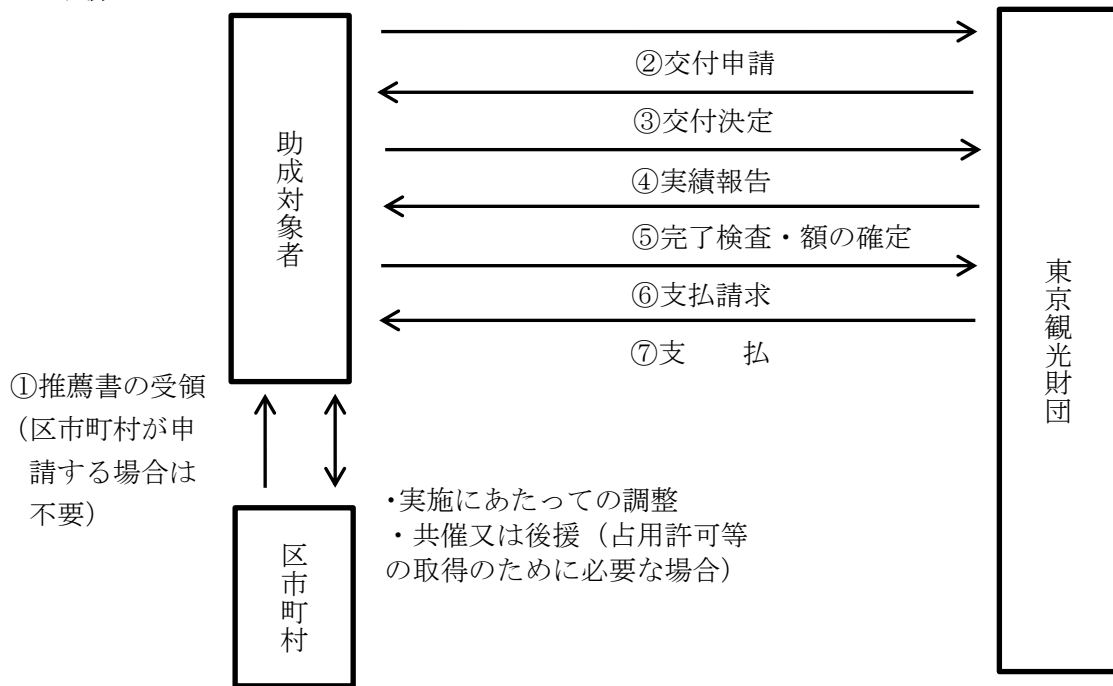 ②交付申請
③交付決定
④実績報告
⑤完了検査・額の確定
⑥支払請求
⑦支　　払
助成対象者
東京観光財団
①推薦書の受領
（区市町村が申
請する場合は
不要）
・実施にあたっての調整
・共催又は後援（占用許可等
の取得のために必要な場合）
区市町村